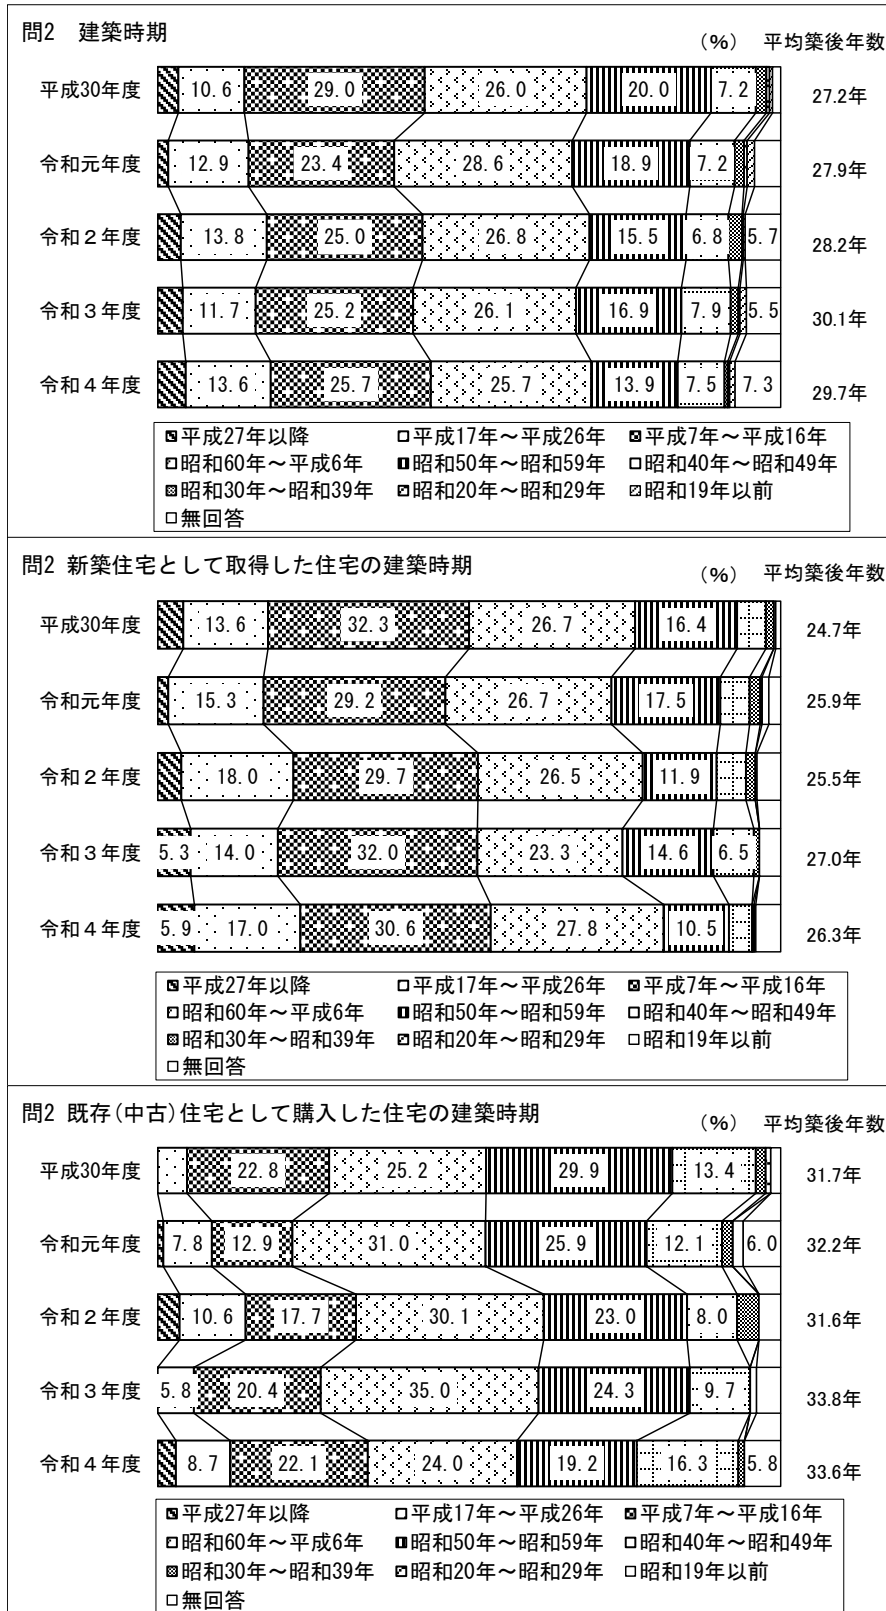 問2　建築時期
（%）　平均築後年数
平成30年度 10.6 29.0 26.0 20.0 7.2 27.2年
令和元年度 12.9 23.4 28.6 18.9 7.2 27.9年
令和２年度 13.8 25.0 26.8 15.5 6.8 5.7 28.2年
令和３年度 11.7 25.2 26.1 16.9 7.9 5.5 30.1年
令和４年度 13.6 25.7 25.7 13.9 7.5 7.3 29.7年
平成27年以降 平成17年～平成26年 平成7年～平成16年
昭和60年～平成6年 昭和50年～昭和59年 昭和40年～昭和49年
昭和30年～昭和39年 昭和20年～昭和29年 昭和19年以前
無回答
問2 新築住宅として取得した住宅の建築時期
（%）　平均築後年数
平成30年度 13.6 32.3 26.7 16.4 24.7年
令和元年度 15.3 29.2 26.7 17.5 25.9年
令和２年度 18.0 29.7 26.5 11.9 25.5年
令和３年度 5.3 14.0 32.0 23.3 14.6 6.5 27.0年
令和４年度 5.9 17.0 30.6 27.8 10.5 26.3年
平成27年以降 平成17年～平成26年 平成7年～平成16年
昭和60年～平成6年 昭和50年～昭和59年 昭和40年～昭和49年
昭和30年～昭和39年 昭和20年～昭和29年 昭和19年以前
無回答
問2 既存(中古)住宅として購入した住宅の建築時期
（%）　平均築後年数
平成30年度 22.8 25.2 29.9 13.4 31.7年
令和元年度 7.8 12.9 31.0 25.9 12.1 6.0 32.2年
令和２年度 10.6 17.7 30.1 23.0 8.0 31.6年
令和３年度 5.8 20.4 35.0 24.3 9.7 33.8年
令和４年度 8.7 22.1 24.0 19.2 16.3 5.8 33.6年
平成27年以降 平成17年～平成26年 平成7年～平成16年
昭和60年～平成6年 昭和50年～昭和59年 昭和40年～昭和49年
昭和30年～昭和39年 昭和20年～昭和29年 昭和19年以前
無回答